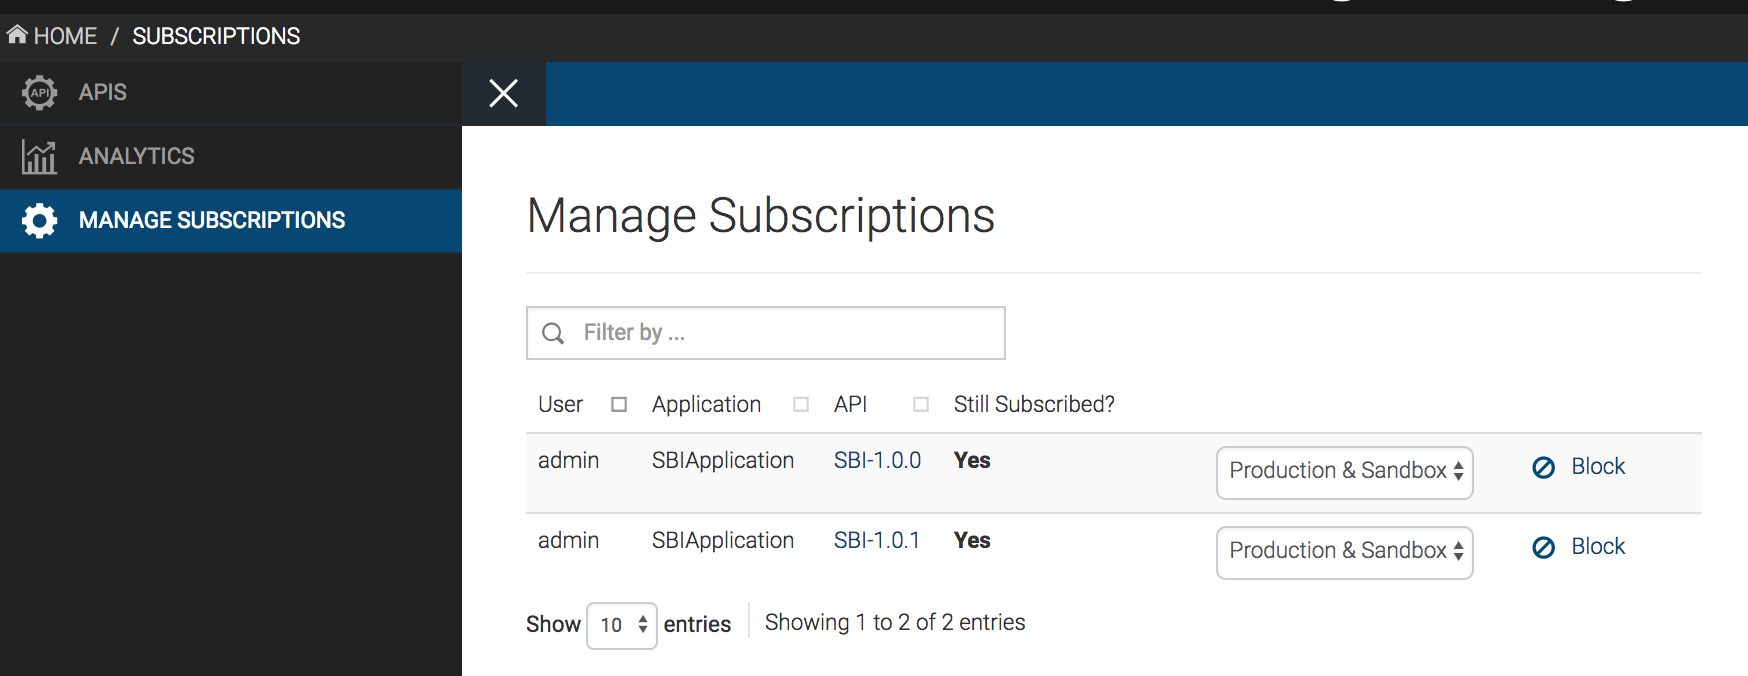 HOME / SUBSCRIPTIONS
API APIS
ANALYTICS
MANAGE SUBSCRIPTIONS
Manage Subscriptions
Filter by ...
User Application API Still Subscribed?
admin SBIApplication SBI-1.0.0 Yes Production & Sandbox Block
admin SBIApplication SBI-1.0.1 Yes Production & Sandbox Block
Show 10 entries Showing 1 to 2 of 2 entries